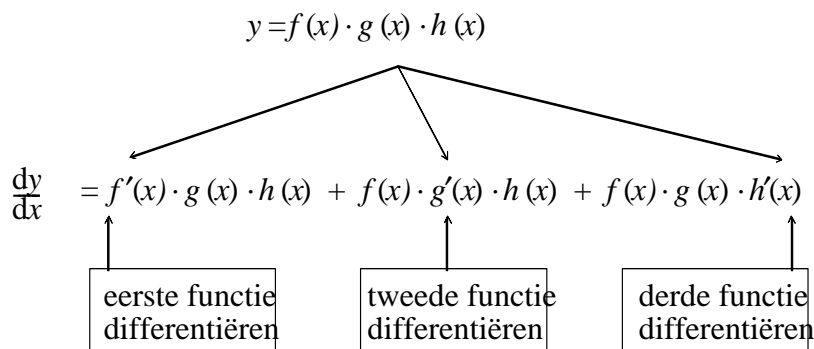 y = f(x) · g(x) · h(x)
dy/dx = f′(x) · g(x) · h(x) + f(x) · g′(x) · h(x) + f(x) · g(x) · h′(x)
eerste functie
differentiëren
tweede functie
differentiëren
derde functie
differentiëren